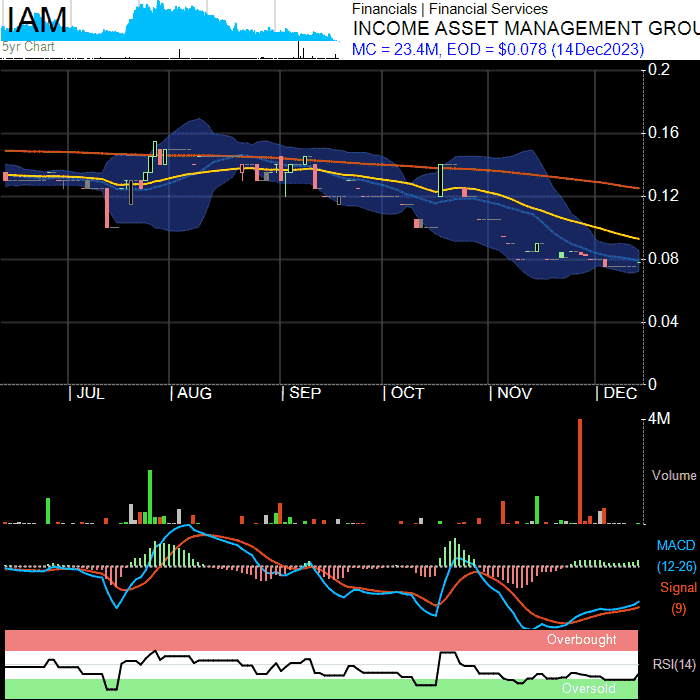 IAM
5yr Chart
Financials | Financial Services
INCOME ASSET MANAGEMENT GROU
MC = 23.4M, EOD = $0.078 (14Dec2023)
0.2
0.16
0.12
0.08
0.04
0
JUL
AUG
SEP
OCT
NOV
DEC
4M
Volume
MACD
(12-26)
Signal
(9)
Overbought
RSI(14)
Oversold